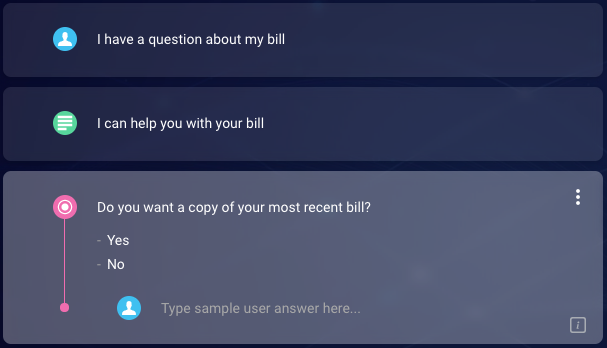 I have a question about my bill
I can help you with your bill
Do you want a copy of your most recent bill?
- Yes
- No
Type sample user answer here...
i